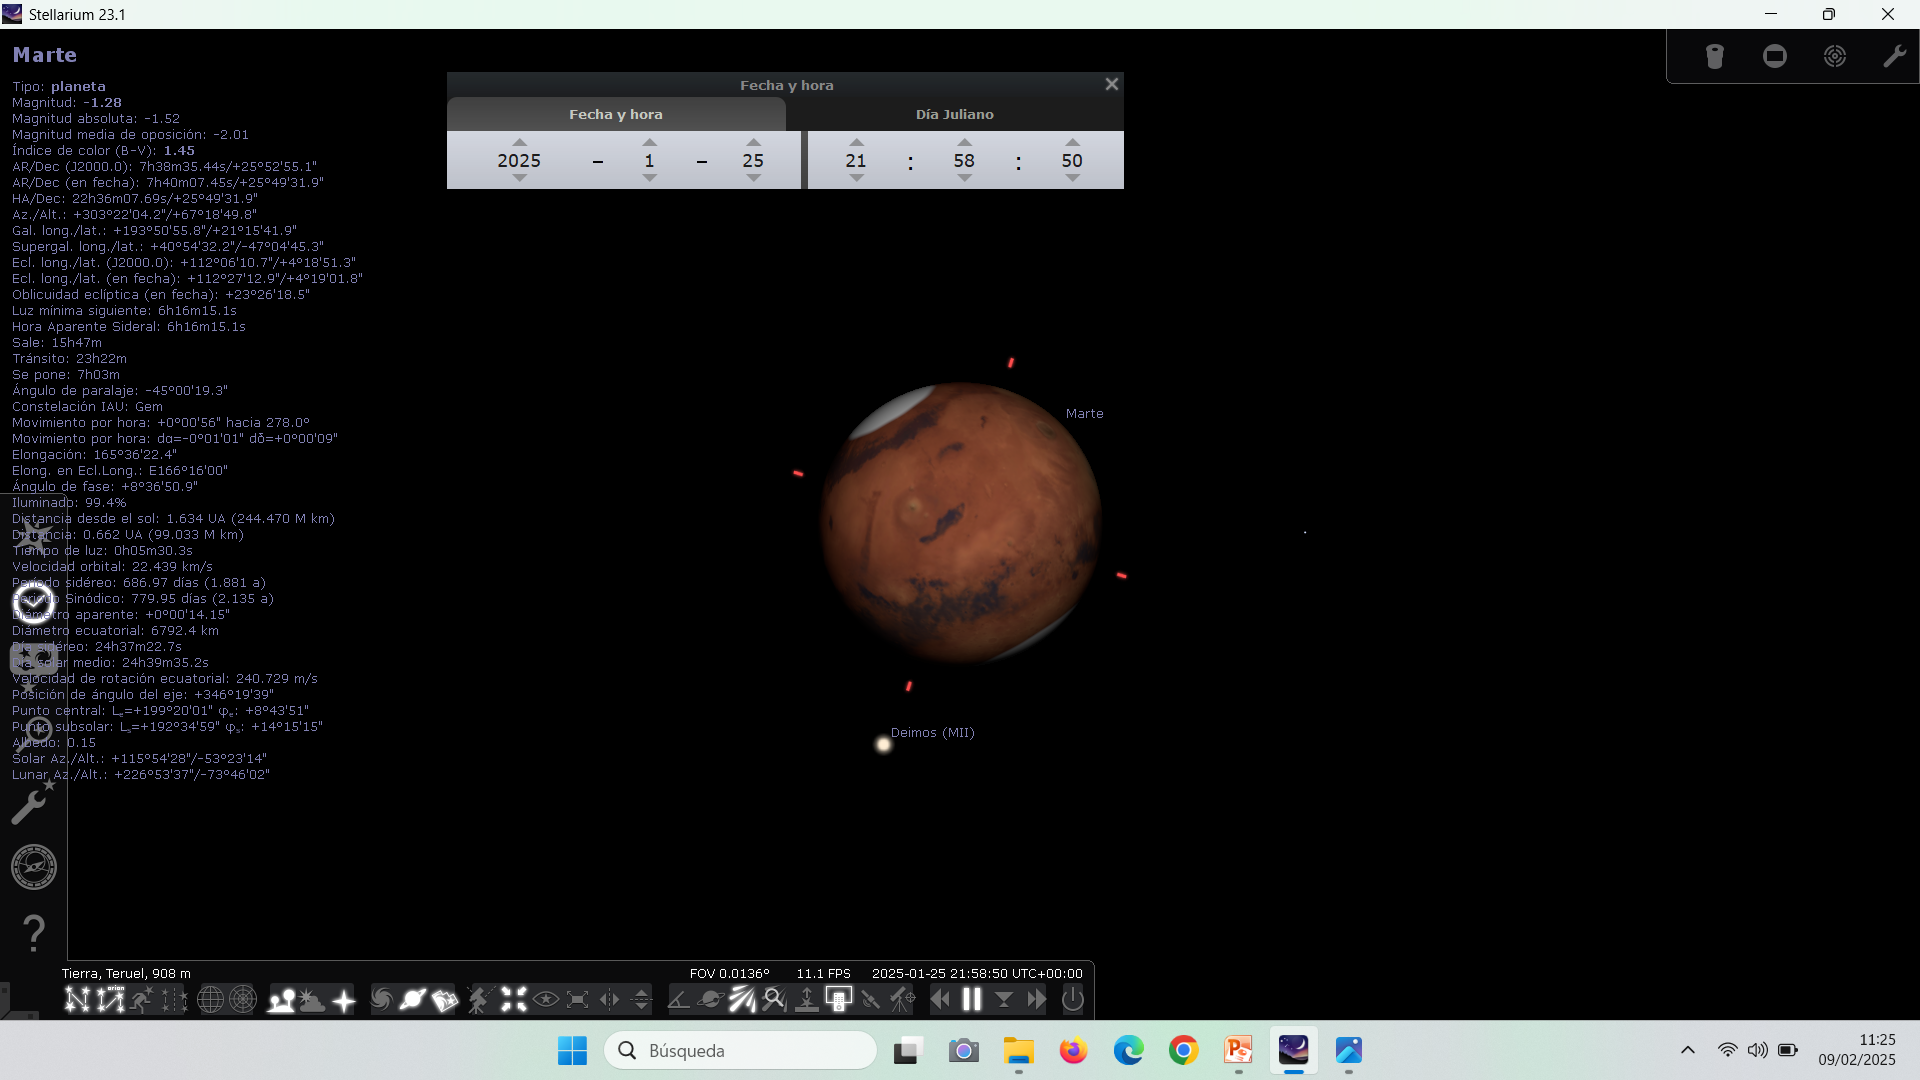 Stellarium 23.1
Marte
Tipo: planeta
Magnitud: -1.28
Magnitud absoluta: -1.52
Magnitud media de oposición: -2.01
Índice de color (B-V): 1.45
AR/Dec (J2000.0): 7h38m35.44s/+25°52'55.1"
AR/Dec (en fecha): 7h40m07.45s/+25°49'31.9"
HA/Dec: 22h36m07.69s/+25°49'31.9"
Az./Alt.: +303°22'04.2"/+67°18'49.8"
Gal. long./lat.: +193°50'55.8"/+21°15'41.9"
Supergal. long./lat.: +40°54'32.2"/-47°04'45.3"
Ecl. long./lat. (J2000.0): +112°06'10.7"/+4°18'51.3"
Ecl. long./lat. (en fecha): +112°27'12.9"/+4°19'01.8"
Oblicuidad eclíptica (en fecha): +23°26'18.5"
Luz mínima siguiente: 6h16m15.1s
Hora Aparente Sideral: 6h16m15.1s
Sale: 15h47m
Tránsito: 23h22m
Se pone: 7h03m
Ángulo de paralaje: -45°00'19.3"
Constelación IAU: Gem
Movimiento por hora: +0°00'56" hacia 278.0°
Movimiento por hora: dα=-0°01'01" dδ=+0°00'09"
Elongación: 165°36'22.4"
Elong. en Ecl.Long.: E166°16'00"
Ángulo de fase: +8°36'50.9"
Iluminado: 99.4%
Distancia desde el sol: 1.634 UA (244.470 M km)
Distancia: 0.662 UA (99.033 M km)
Tiempo de luz: 0h05m30.3s
Velocidad orbital: 22.439 km/s
Período sidéreo: 686.97 días (1.881 a)
Período Sinódico: 779.95 días (2.135 a)
Diámetro aparente: +0°00'14.15"
Diámetro ecuatorial: 6792.4 km
Día sidéreo: 24h37m22.7s
Día solar medio: 24h39m35.2s
Velocidad de rotación ecuatorial: 240.729 m/s
Posición de ángulo del eje: +346°19'39"
Punto central: Lₑ=+199°20'01" φₑ: +8°43'51"
Punto subsolar: Lₛ=+192°34'59" φₛ: +14°15'15"
Albedo: 0.15
Solar Az./Alt.: +115°54'28"/-53°23'14"
Lunar Az./Alt.: +226°53'37"/-73°46'02"
Fecha y hora
Fecha y hora Día Juliano
2025 - 1 - 25 21 : 58 : 50
Marte
Deimos (MII)
Tierra, Teruel, 908 m FOV 0.0136° 11.1 FPS 2025-01-25 21:58:50 UTC+00:00
orion
Búsqueda
11:25
09/02/2025